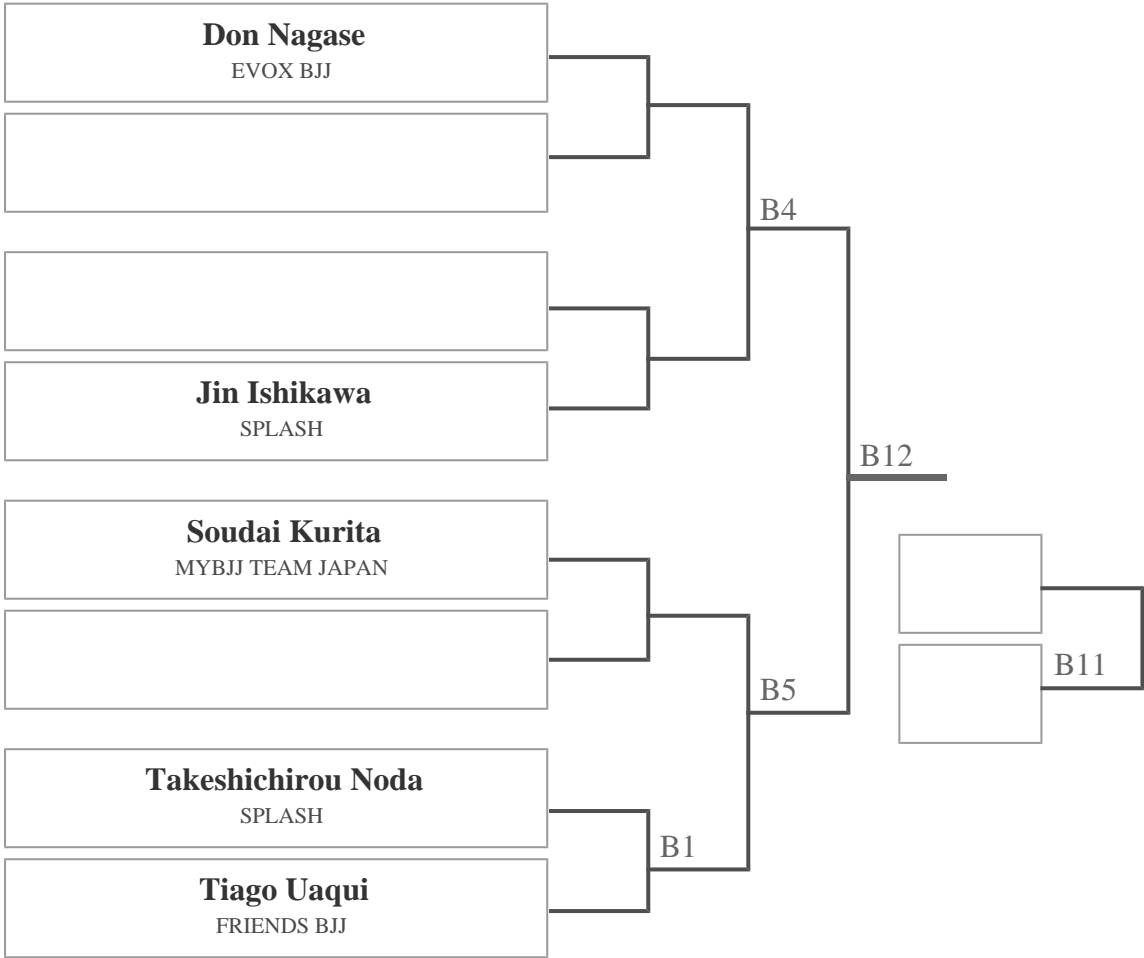 Don Nagase
EVOX BJJ
B4
Jin Ishikawa
SPLASH
B12
Soudai Kurita
MYBJJ TEAM JAPAN
B11
B5
Takeshichirou Noda
SPLASH
B1
Tiago Uaqui
FRIENDS BJJ